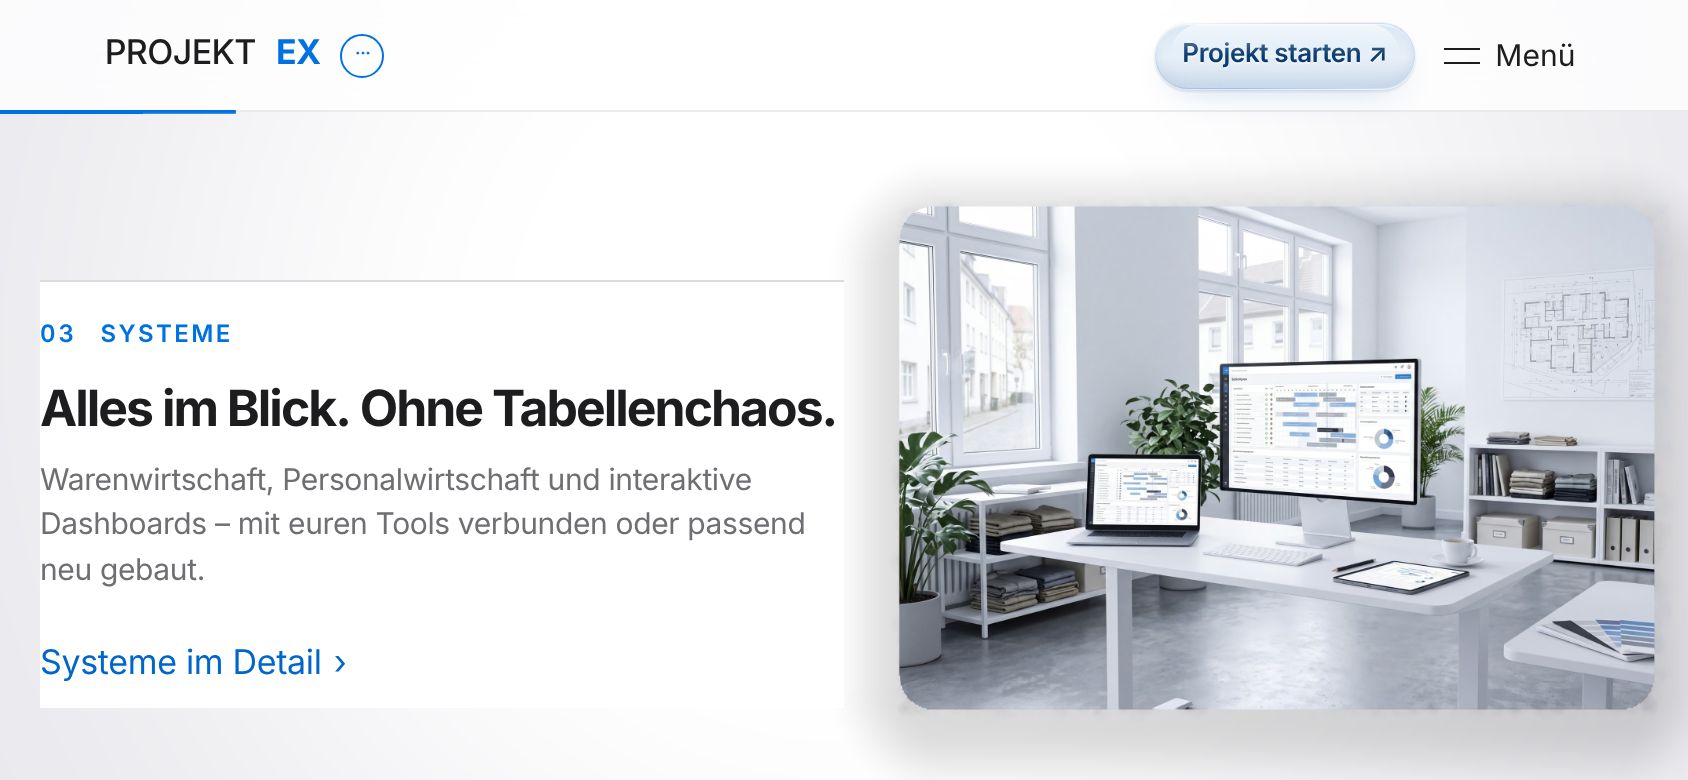 PROJEKT EX ···
Projekt starten ↗
Menü
03 SYSTEME
Alles im Blick. Ohne Tabellenchaos.
Warenwirtschaft, Personalwirtschaft und interaktive
Dashboards – mit euren Tools verbunden oder passend
neu gebaut.
Systeme im Detail ›